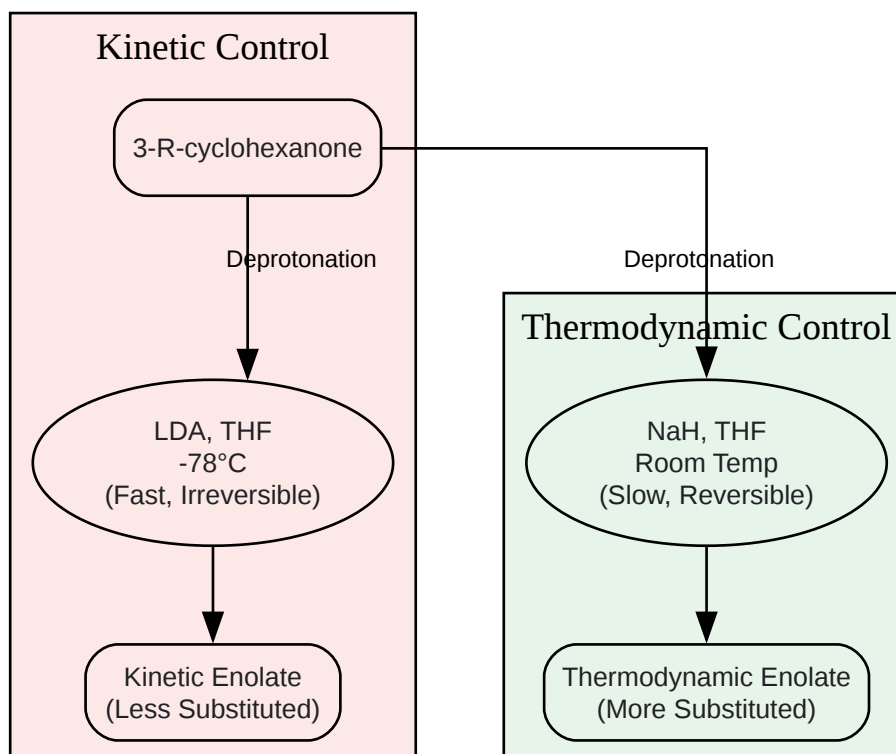 Kinetic Control
3-R-cyclohexanone
Deprotonation
Deprotonation
Thermodynamic Control
LDA, THF
-78°C
(Fast, Irreversible)
NaH, THF
Room Temp
(Slow, Reversible)
Kinetic Enolate
(Less Substituted)
Thermodynamic Enolate
(More Substituted)